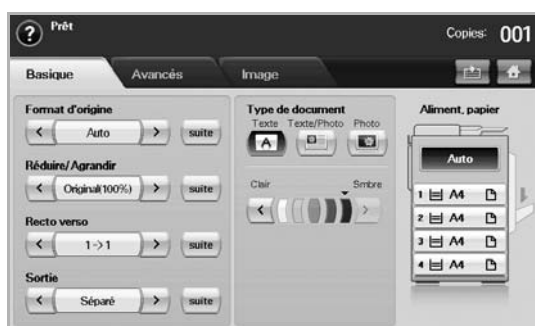 ? Prêt
Copies: 001
Basique Avancés Image
Format d'origine
Auto suite
Réduire/Agrandir
Original(100%) suite
Recto verso
1->1 suite
Sortie
Séparé suite
Type de document
Texte Texte/Photo Photo
A
Clair Smbre
Aliment. papier
Auto
1 A4
2 A4
3 A4
4 A4